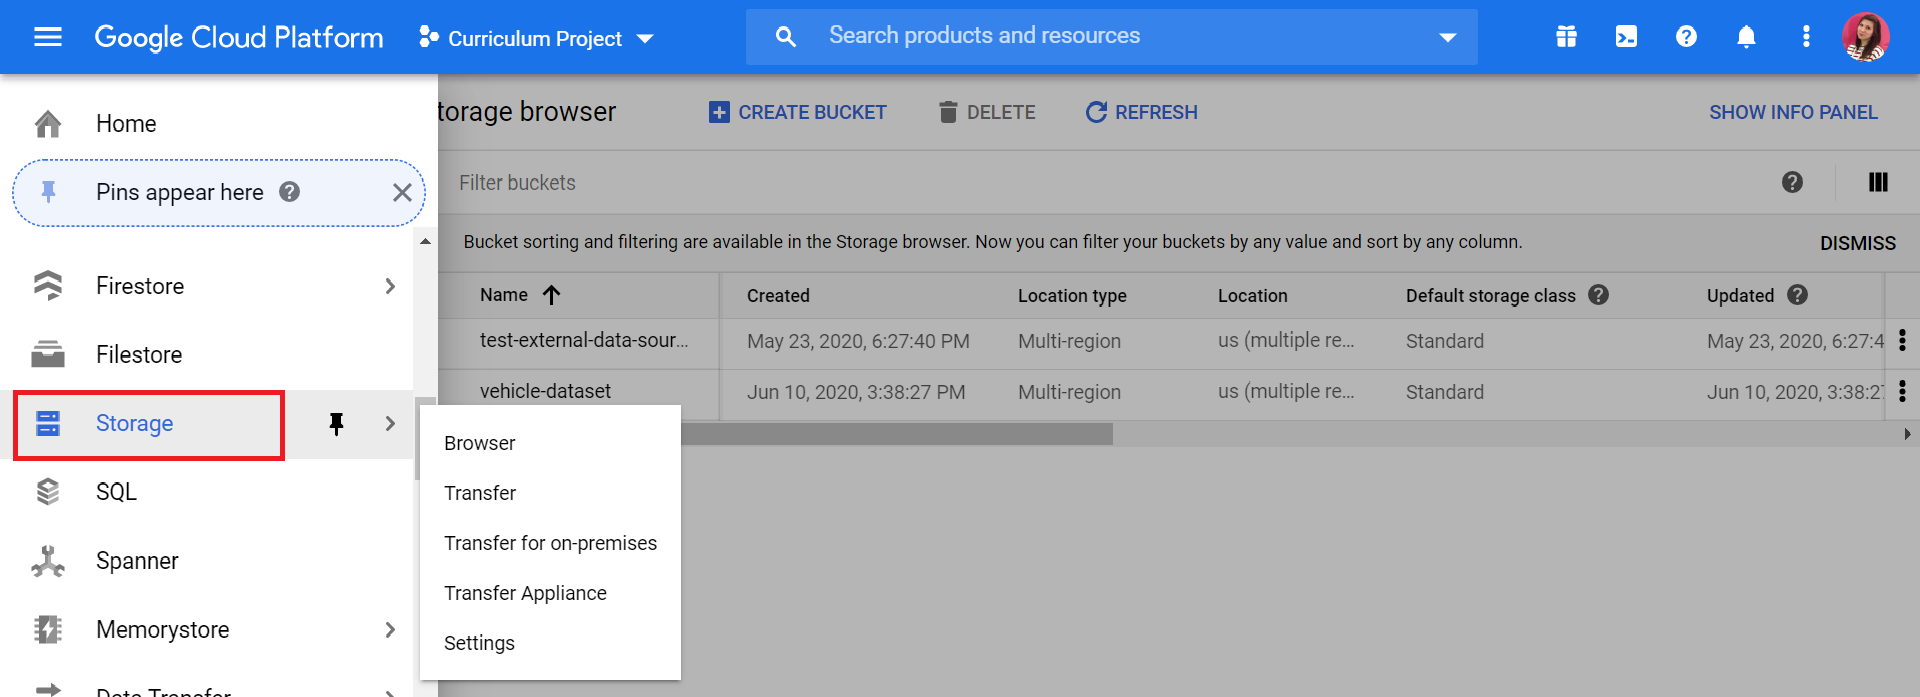 Google Cloud Platform
Curriculum Project
Search products and resources
Home
Pins appear here
Firestore
Filestore
Storage
SQL
Spanner
Memorystore
Data Transfer
torage browser
CREATE BUCKET
DELETE
REFRESH
SHOW INFO PANEL
Filter buckets
Bucket sorting and filtering are available in the Storage browser. Now you can filter your buckets by any value and sort by any column.
DISMISS
Name Created Location type Location Default storage class Updated
test-external-data-sour... May 23, 2020, 6:27:40 PM Multi-region us (multiple re... Standard May 23, 2020, 6:27:4
vehicle-dataset Jun 10, 2020, 3:38:27 PM Multi-region us (multiple re... Standard Jun 10, 2020, 3:38:27
Browser
Transfer
Transfer for on-premises
Transfer Appliance
Settings